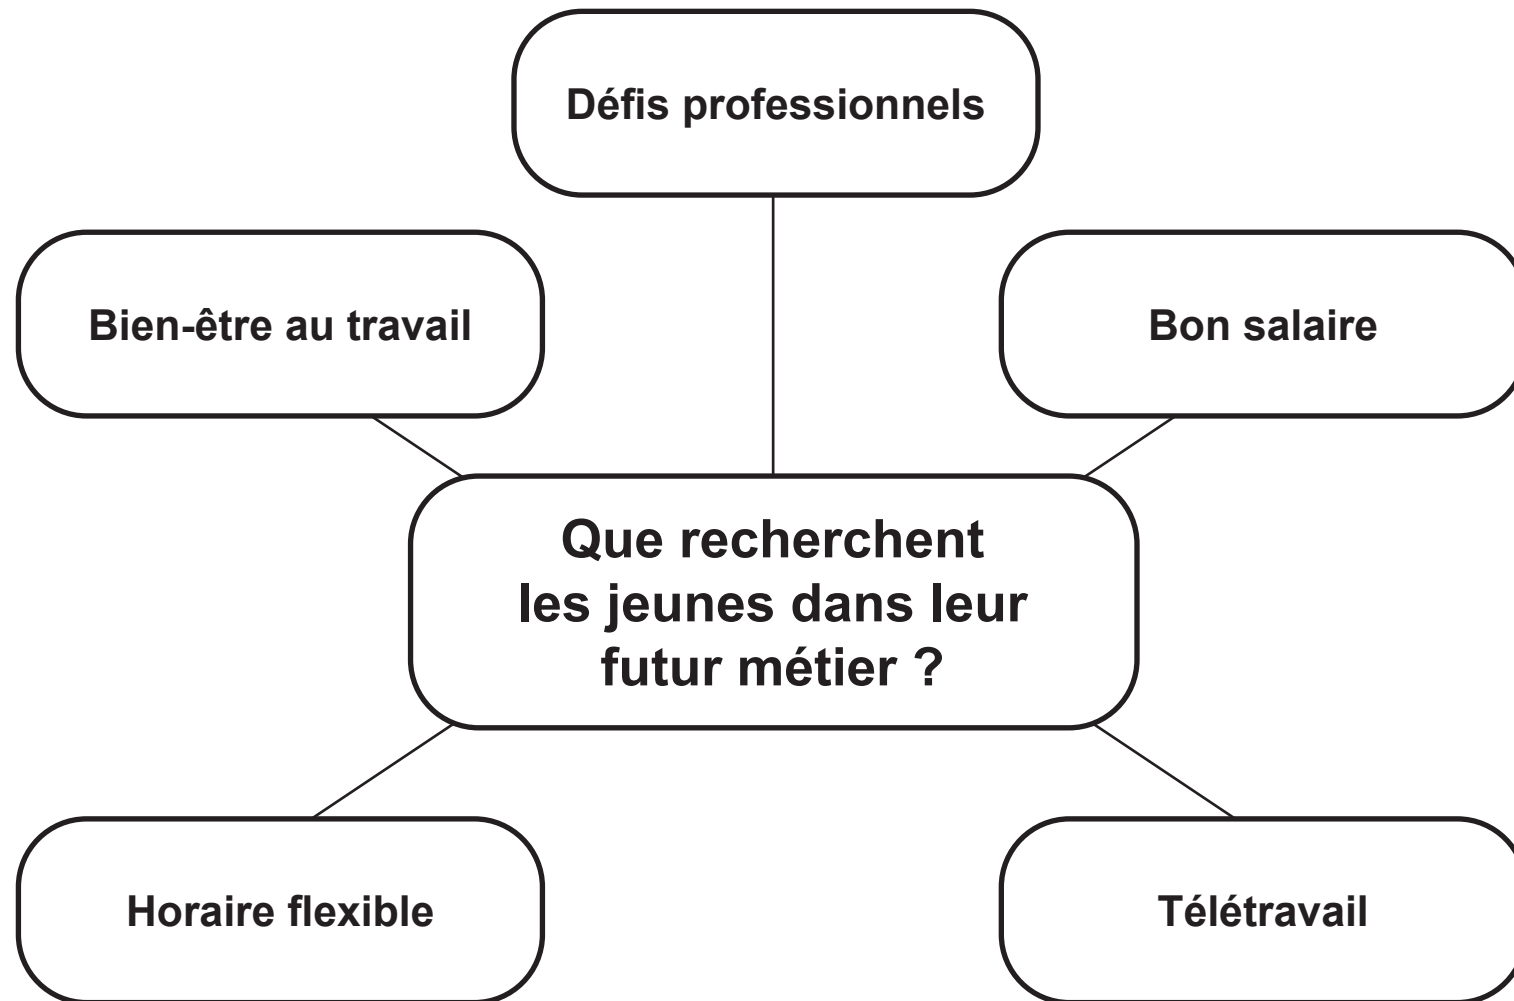 Défis professionnels
Bien-être au travail
Bon salaire
Que recherchent
les jeunes dans leur
futur métier ?
Horaire flexible
Télétravail